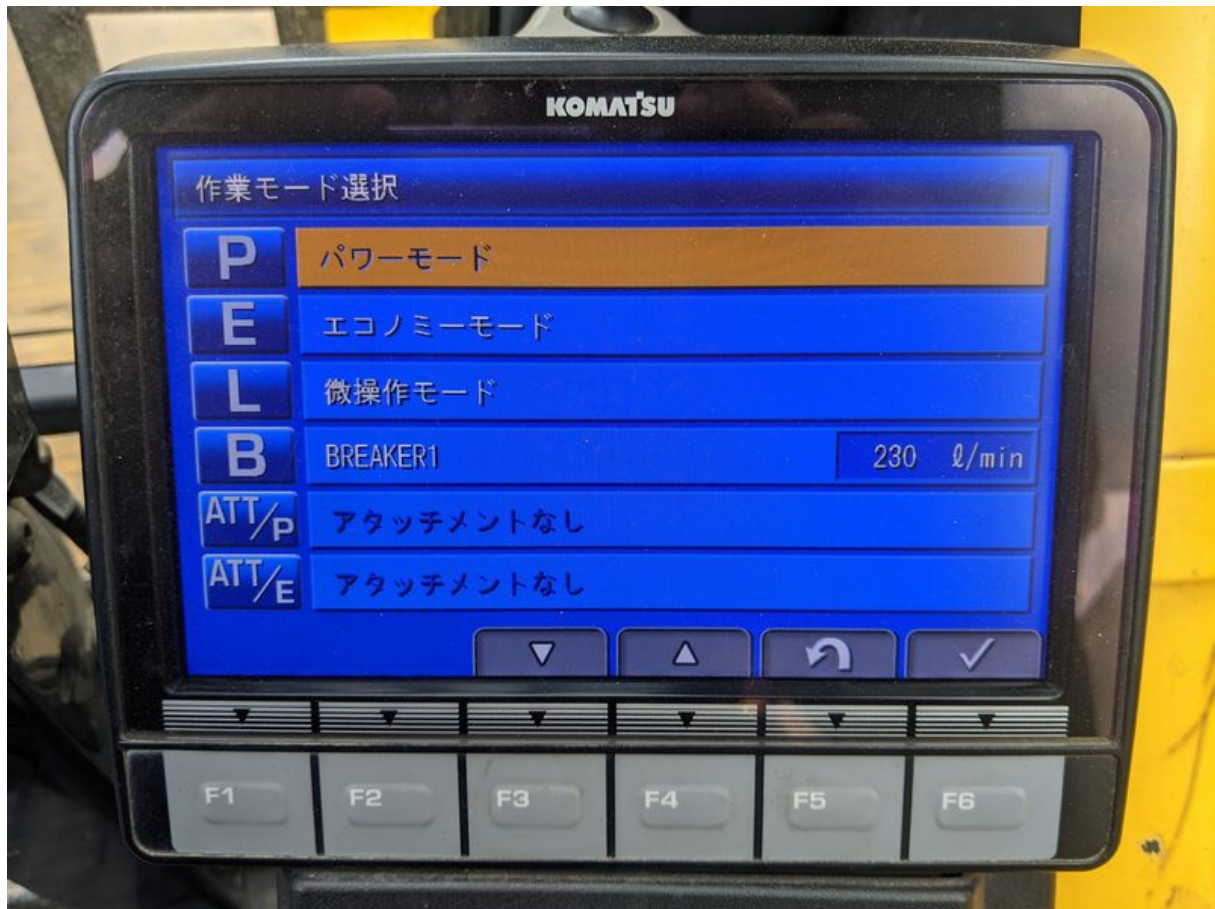 KOMATSU
作業モード選択
P パワーモード
E エコノミーモード
L 微操作モード
B BREAKER1 230 ℓ/min
ATT/P アタッチメントなし
ATT/E アタッチメントなし
F1 F2 F3 F4 F5 F6